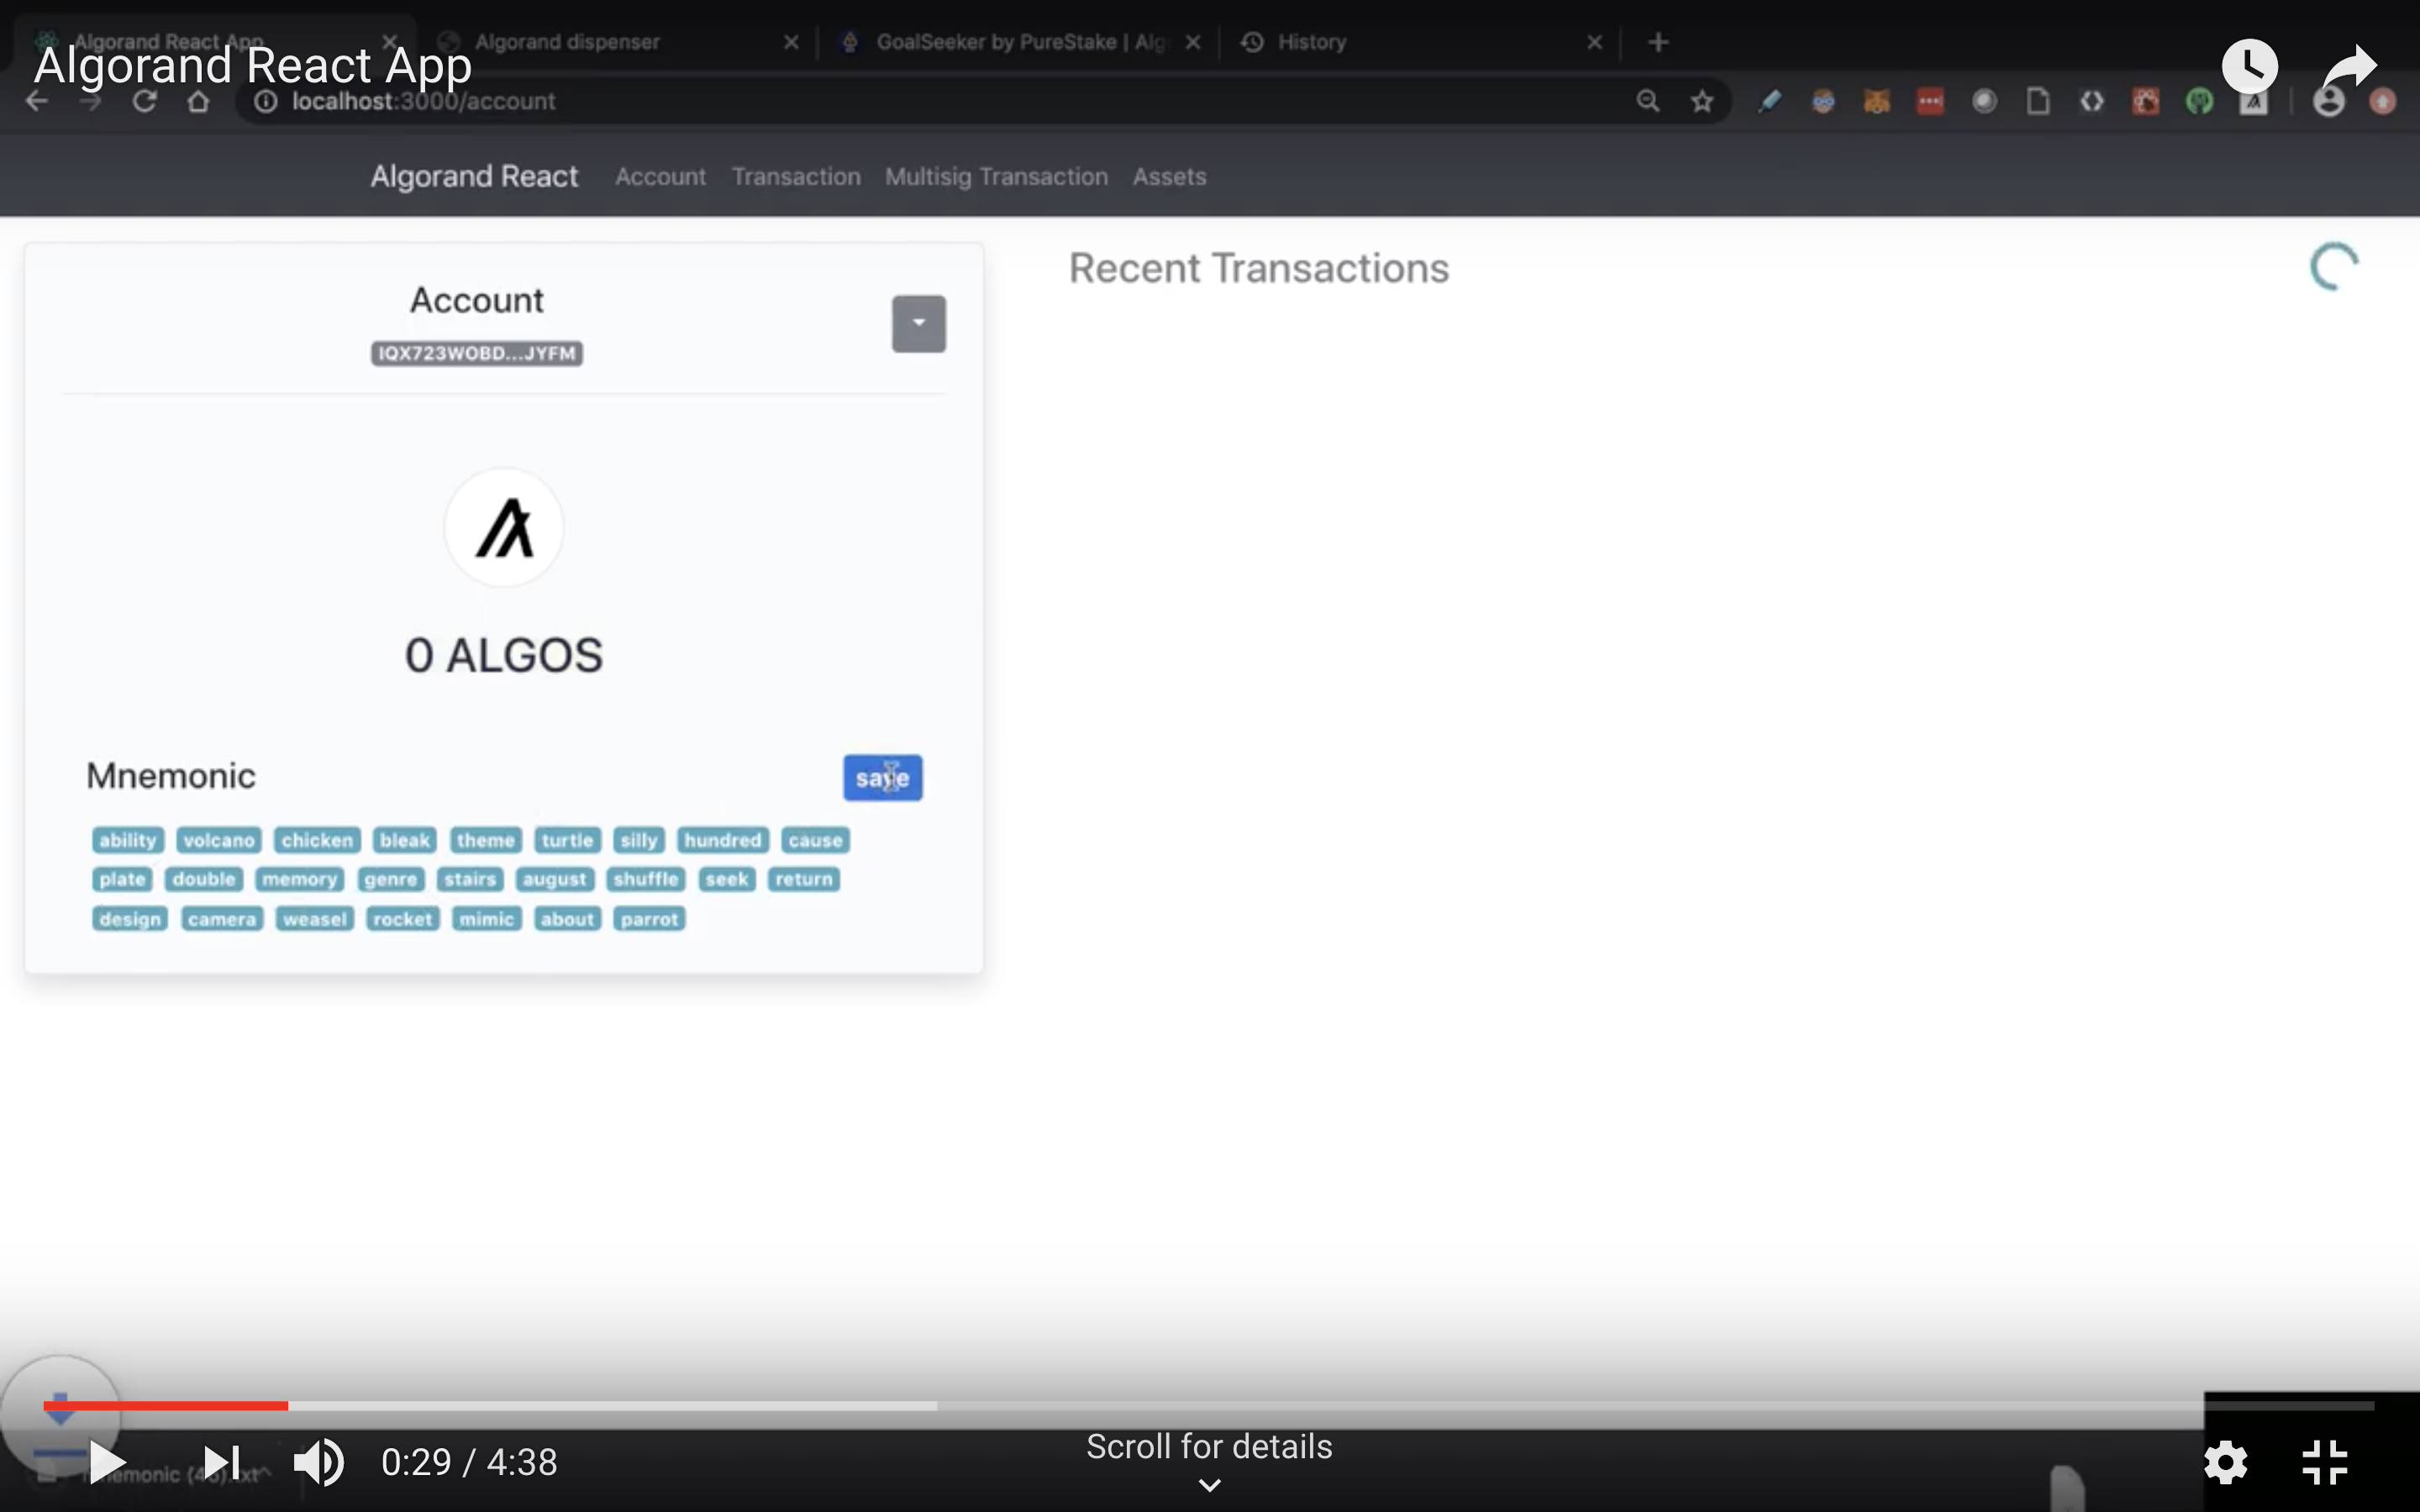 Algorand React App
Algorand dispenser
GoalSeeker by PureStake | Alg
History
Algorand React App
localhost:3000/account
Algorand React Account Transaction Multisig Transaction Assets
Account
IQX723WOBD...JYFM
Recent Transactions
0 ALGOS
Mnemonic
save
ability volcano chicken bleak theme turtle silly hundred cause
plate double memory genre stairs august shuffle seek return
design camera weasel rocket mimic about parrot
Scroll for details
0:29 / 4:38